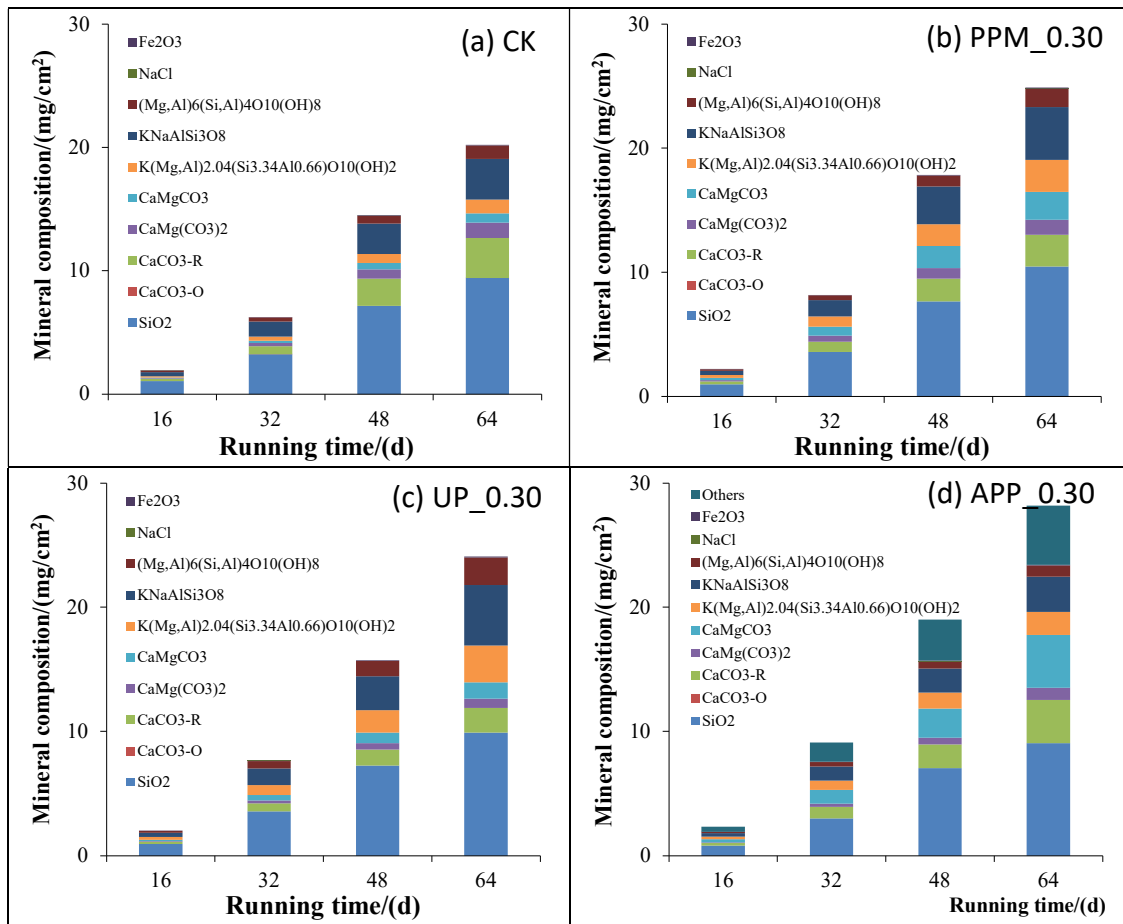 (a) CK
Mineral composition/(mg/cm²)
30
20
10
0
Fe2O3
NaCl
(Mg,Al)6(Si,Al)4O10(OH)8
KNaAlSi3O8
K(Mg,Al)2.04(Si3.34Al0.66)O10(OH)2
CaMgCO3
CaMg(CO3)2
CaCO3-R
CaCO3-O
SiO2
16 32 48 64
Running time/(d)
(b) PPM_0.30
Mineral composition/(mg/cm²)
30
20
10
0
Fe2O3
NaCl
(Mg,Al)6(Si,Al)4O10(OH)8
KNaAlSi3O8
K(Mg,Al)2.04(Si3.34Al0.66)O10(OH)2
CaMgCO3
CaMg(CO3)2
CaCO3-R
CaCO3-O
SiO2
16 32 48 64
Running time/(d)
(c) UP_0.30
Mineral composition/(mg/cm²)
30
20
10
0
Fe2O3
NaCl
(Mg,Al)6(Si,Al)4O10(OH)8
KNaAlSi3O8
K(Mg,Al)2.04(Si3.34Al0.66)O10(OH)2
CaMgCO3
CaMg(CO3)2
CaCO3-R
CaCO3-O
SiO2
16 32 48 64
Running time/(d)
(d) APP_0.30
Mineral composition/(mg/cm²)
30
20
10
0
Others
Fe2O3
NaCl
(Mg,Al)6(Si,Al)4O10(OH)8
KNaAlSi3O8
K(Mg,Al)2.04(Si3.34Al0.66)O10(OH)2
CaMgCO3
CaMg(CO3)2
CaCO3-R
CaCO3-O
SiO2
16 32 48 64
Running time/(d)